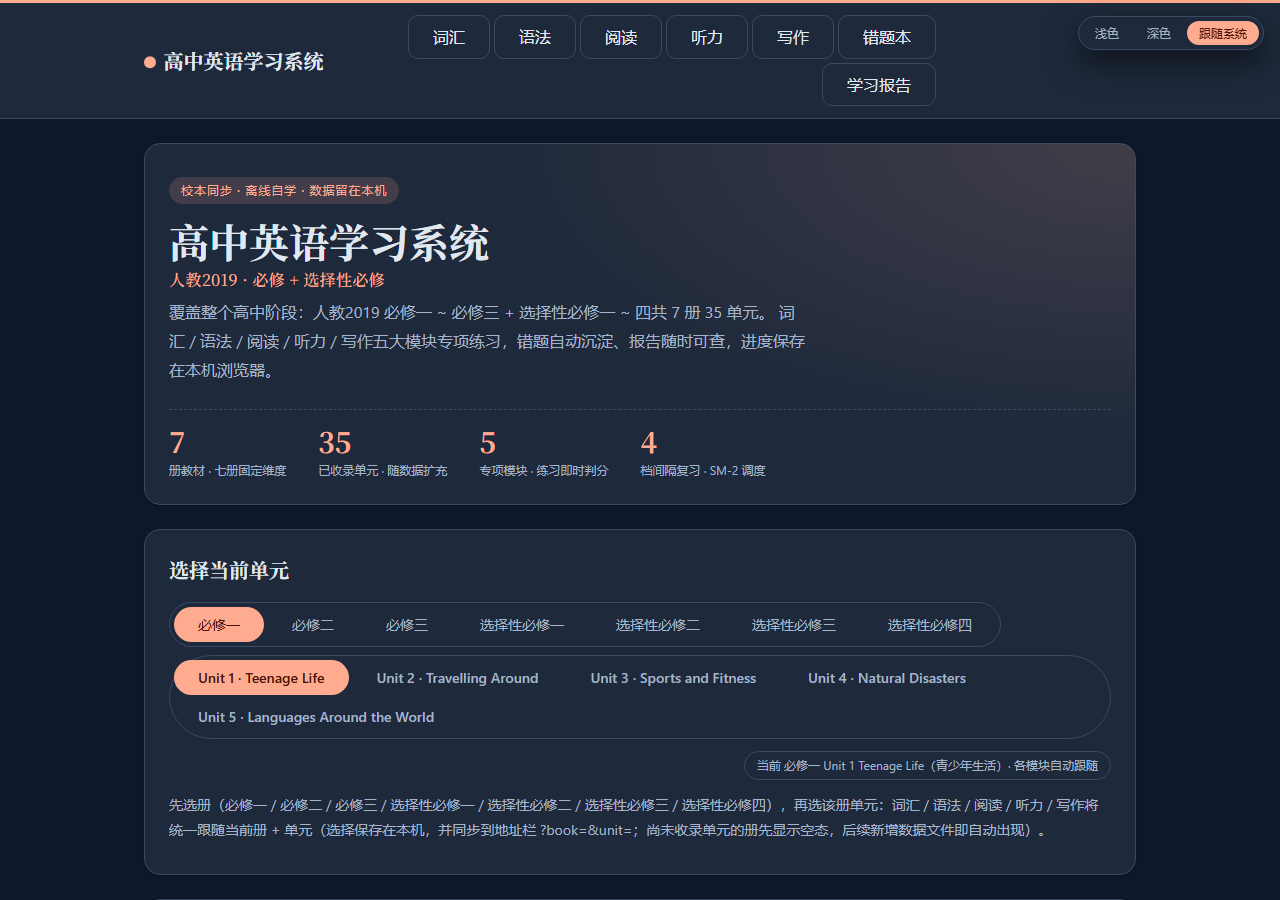 高中英语学习系统
词汇 语法 阅读 听力 写作 错题本
学习报告
浅色 深色 跟随系统
校本同步 · 离线自学 · 数据留在本机
高中英语学习系统
人教2019 · 必修 + 选择性必修
覆盖整个高中阶段：人教2019 必修一 ~ 必修三 + 选择性必修一 ~ 四共 7 册 35 单元。 词
汇 / 语法 / 阅读 / 听力 / 写作五大模块专项练习，错题自动沉淀、报告随时可查，进度保存
在本机浏览器。
7 35 5 4
册教材 · 七册固定维度 已收录单元 · 随数据扩充 专项模块 · 练习即时判分 档间隔复习 · SM-2 调度
选择当前单元
必修一 必修二 必修三 选择性必修一 选择性必修二 选择性必修三 选择性必修四
Unit 1 · Teenage Life Unit 2 · Travelling Around Unit 3 · Sports and Fitness Unit 4 · Natural Disasters
Unit 5 · Languages Around the World
当前 必修一 Unit 1 Teenage Life（青少年生活）· 各模块自动跟随
先选册（必修一 / 必修二 / 必修三 / 选择性必修一 / 选择性必修二 / 选择性必修三 / 选择性必修四），再选该册单元：词汇 / 语法 / 阅读 / 听力 / 写作将
统一跟随当前册 + 单元（选择保存在本机，并同步到地址栏 ?book=&unit=；尚未收录单元的册先显示空态，后续新增数据文件即自动出现）。